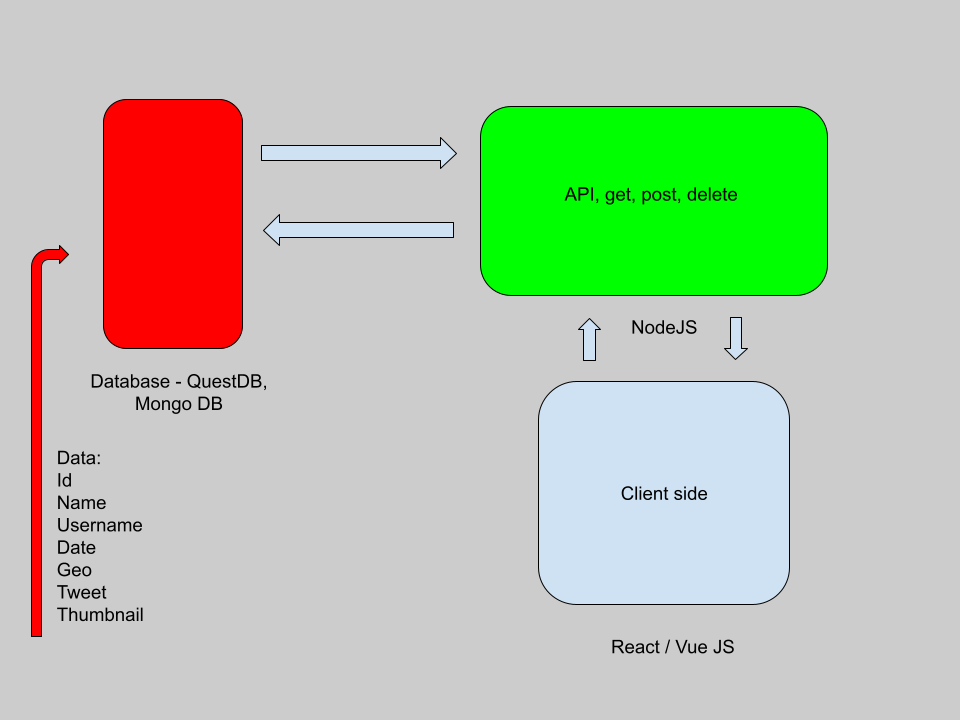 API, get, post, delete
NodeJS
Database - QuestDB,
Mongo DB
Data:
Id
Name
Username
Date
Geo
Tweet
Thumbnail
Client side
React / Vue JS